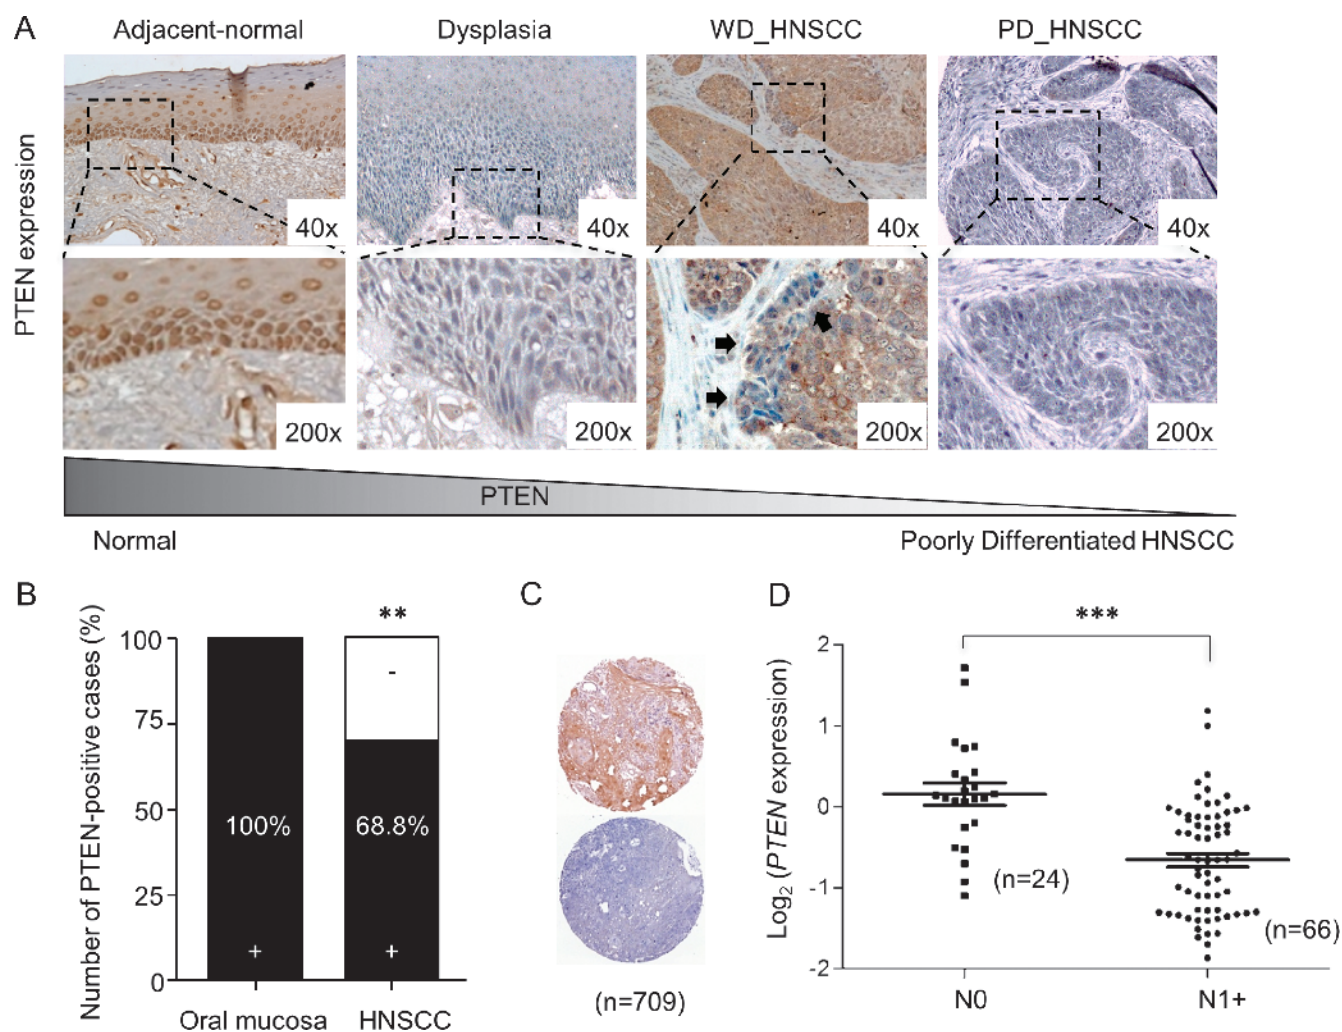 A
Adjacent-normal
Dysplasia
WD_HNSCC
PD_HNSCC
PTEN expression
40x
40x
40x
40x
200x
200x
200x
200x
PTEN
Normal
Poorly Differentiated HNSCC
B
Number of PTEN-positive cases (%)
100
75
50
25
0
**
-
100%
68.8%
+
+
Oral mucosa
HNSCC
C
(n=709)
D
Log2 (PTEN expression)
2
1
0
-1
-2
***
(n=24)
(n=66)
N0
N1+